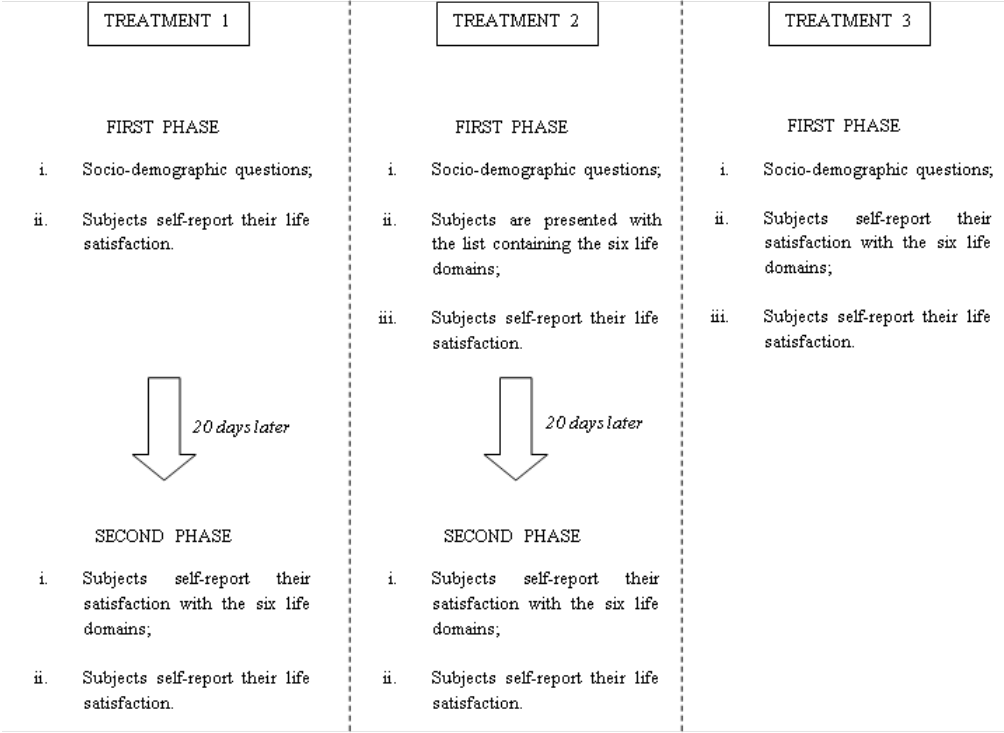 TREATMENT 1
FIRST PHASE
i. Socio-demographic questions;
ii. Subjects self-report their life
satisfaction.
20 days later
SECOND PHASE
i. Subjects self-report their
satisfaction with the six life
domains;
ii. Subjects self-report their life
satisfaction.
TREATMENT 2
FIRST PHASE
i. Socio-demographic questions;
ii. Subjects are presented with
the list containing the six life
domains;
iii. Subjects self-report their life
satisfaction.
20 days later
SECOND PHASE
i. Subjects self-report their
satisfaction with the six life
domains;
ii. Subjects self-report their life
satisfaction.
TREATMENT 3
FIRST PHASE
i. Socio-demographic questions;
ii. Subjects self-report their
satisfaction with the six life
domains;
iii. Subjects self-report their life
satisfaction.